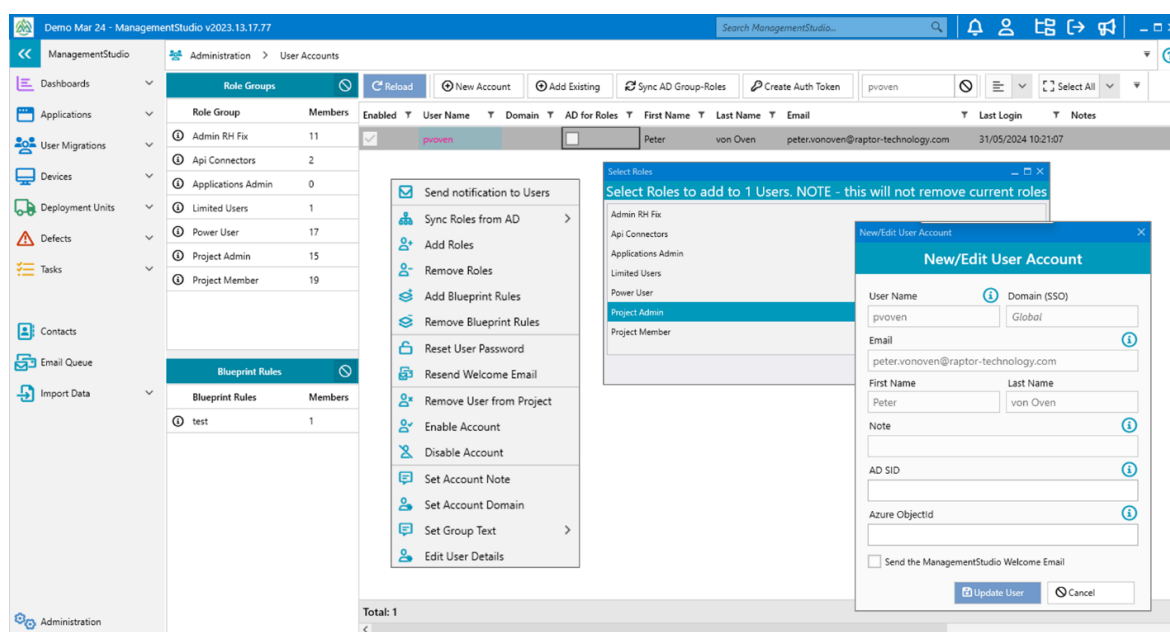 Demo Mar 24 - ManagementStudio v2023.13.17.77
Search ManagementStudio...
ManagementStudio
Administration > User Accounts
Dashboards
Applications
User Migrations
Devices
Deployment Units
Defects
Tasks
Contacts
Email Queue
Import Data
Administration
Role Groups
Role Group Members
Admin RH Fix 11
Api Connectors 2
Applications Admin 0
Limited Users 1
Power User 17
Project Admin 15
Project Member 19
Blueprint Rules
Blueprint Rules Members
test 1
Reload New Account Add Existing Sync AD Group-Roles Create Auth Token pvoven Select All
Enabled User Name Domain AD for Roles First Name Last Name Email Last Login Notes
pvoven Peter von Oven peter.vonoven@raptor-technology.com 31/05/2024 10:21:07
Send notification to Users
Sync Roles from AD
Add Roles
Remove Roles
Add Blueprint Rules
Remove Blueprint Rules
Reset User Password
Resend Welcome Email
Remove User from Project
Enable Account
Disable Account
Set Account Note
Set Account Domain
Set Group Text
Edit User Details
Select Roles
Select Roles to add to 1 Users. NOTE - this will not remove current roles
Admin RH Fix
Api Connectors
Applications Admin
Limited Users
Power User
Project Admin
Project Member
New/Edit User Account
New/Edit User Account
User Name Domain (SSO)
pvoven Global
Email
peter.vonoven@raptor-technology.com
First Name Last Name
Peter von Oven
Note
AD SID
Azure ObjectId
Send the ManagementStudio Welcome Email
Update User Cancel
Total: 1